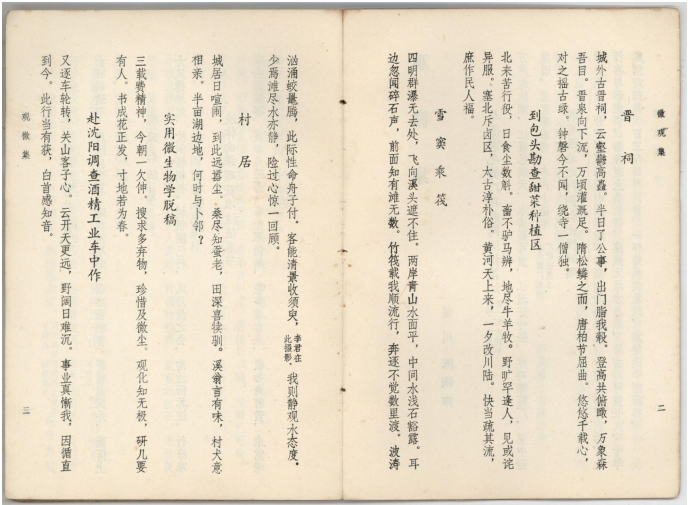 微观集
晋祠
城外古晋祠，云壑郁高矗。半日了公事，出门脂我毂。登高共俯瞰，万象森
吾目。晋泉向下流，万顷灌溉足。隋松鳞之而，唐柏节屈曲。悠悠千载心，
对之福古绿。钟磬今不闻，绕寺一僧独。
到包头勘查甜菜种植区
北来苦行役，日食尘数斛。畜不驴马辨，地尽牛羊牧。野旷罕逢人，见或诧
异服。塞北斥卤区，太古淳朴俗。黄河天上来，一夕改川陆。快当疏其流，
庶作民人福。
雪窦乘筏
四明群瀑无去处，飞向溪头遮不住。两岸青山水面平，中间水浅石豁露。耳
边忽闻碎石声，前面知有滩无数。竹筏载我顺流行，奔逐不觉数里渡。波涛
二
汹涌蛟鼍腾，此际性命舟子付。客能清景收须臾，李君在此摄影。我则静观水态度。
少焉滩尽水亦静，险过心惊一回顾。
村居
城居日喧闹，到此远嚣尘。桑尽知蚕老，田深喜犊驯。溪翁言有味，村犬意
相亲。半亩湖边地，何时与卜邻？
实用微生物学脱稿
三载费精神，今朝一欠伸。搜求多弃物，珍惜及微尘。观化知无极，研几要
有人。书成花正发，寸地若为春。
赴沈阳调查酒精工业车中作
又逐车轮转，关山客子心。云开天更远，野阔日难沉。事业真惭我，因循直
到今。此行当有获，白首感知音。
观微集
三